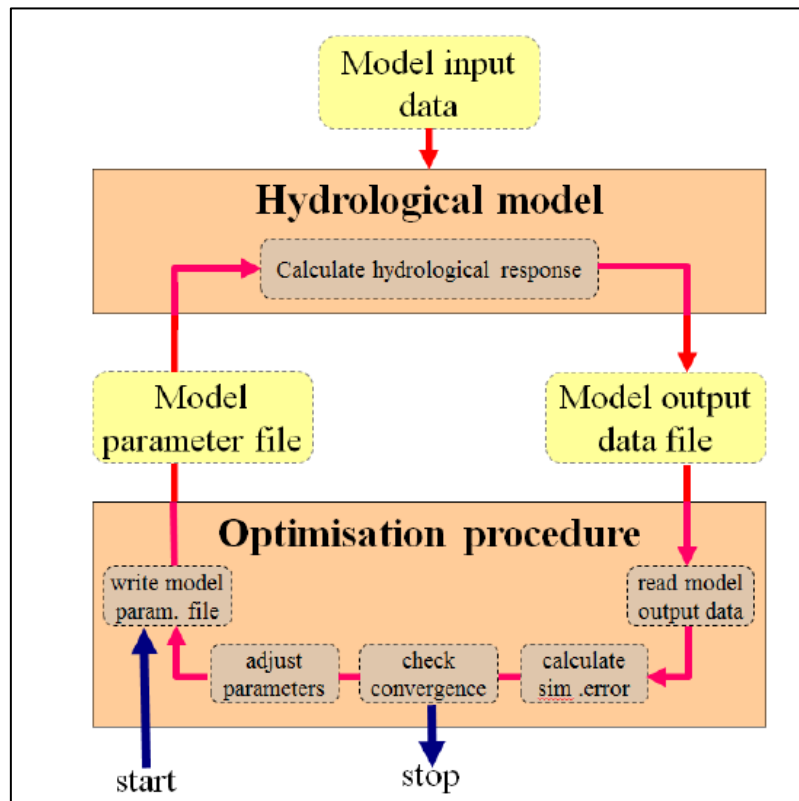 Model input
data
Hydrological model
Calculate hydrological response
Model
parameter file
Model output
data file
Optimisation procedure
write model
param. file
read model
output data
adjust
parameters
check
convergence
calculate
sim .error
start
stop